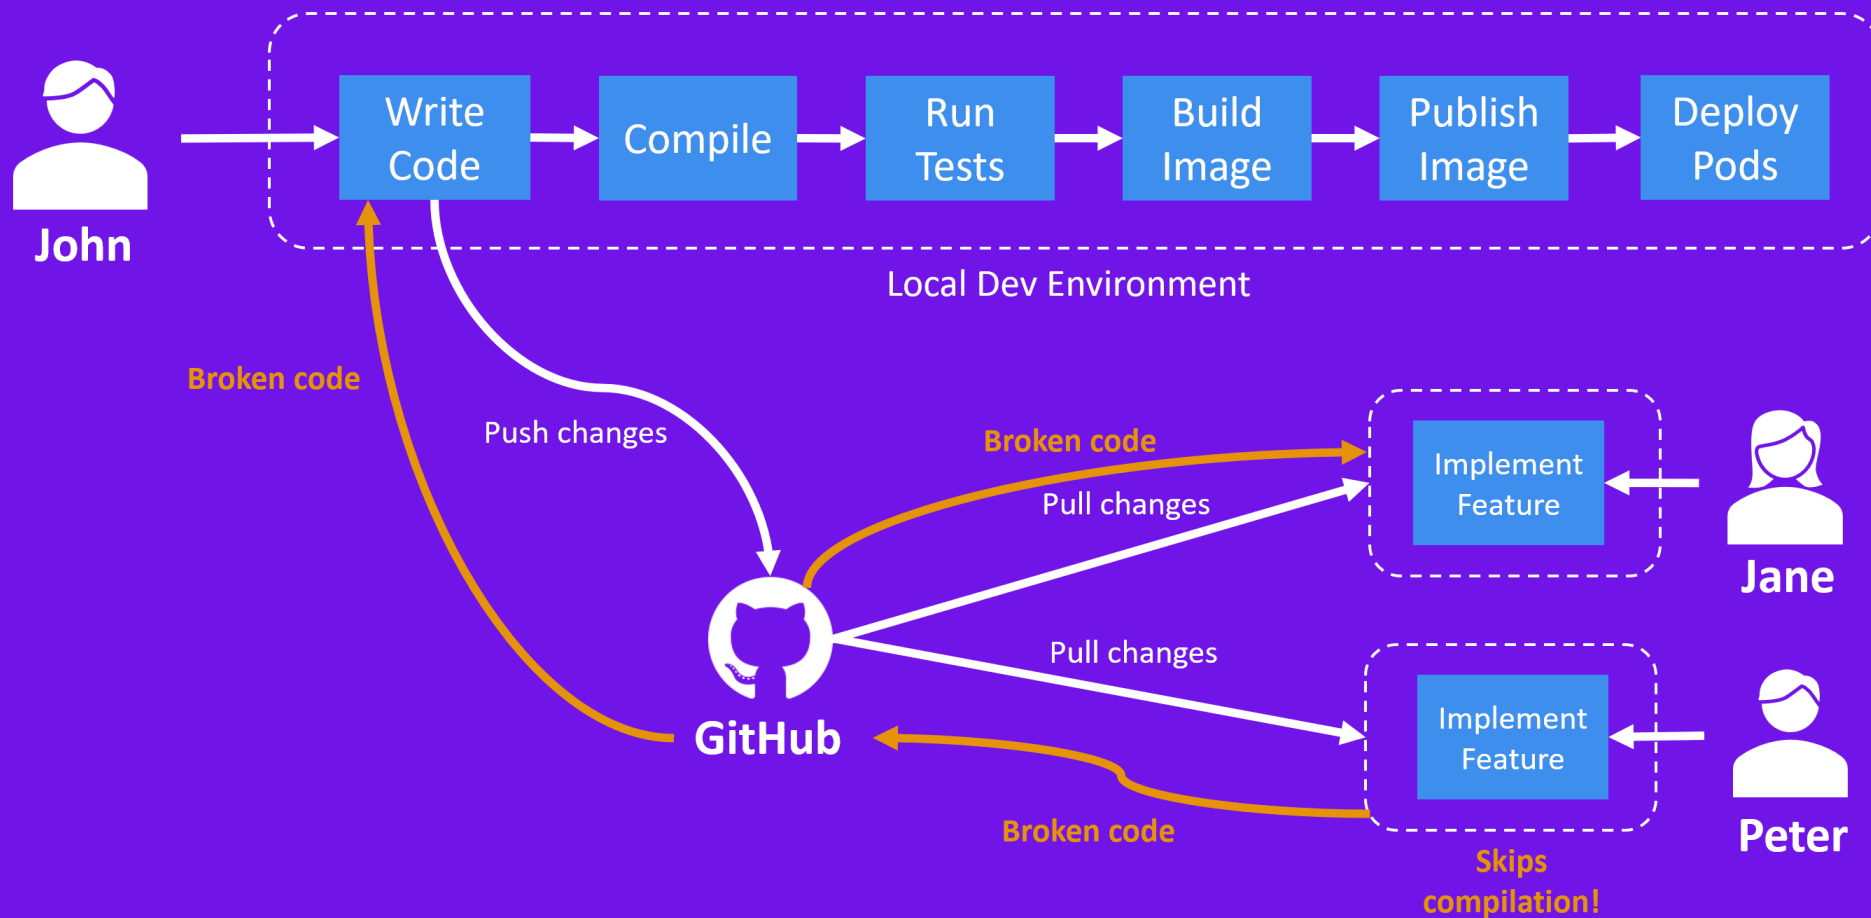 Write
Code
Compile
Run
Tests
Build
Image
Publish
Image
Deploy
Pods
John
Local Dev Environment
Broken code
Push changes
Broken code
Pull changes
Implement
Feature
Jane
Pull changes
GitHub
Implement
Feature
Broken code
Peter
Skips
compilation!